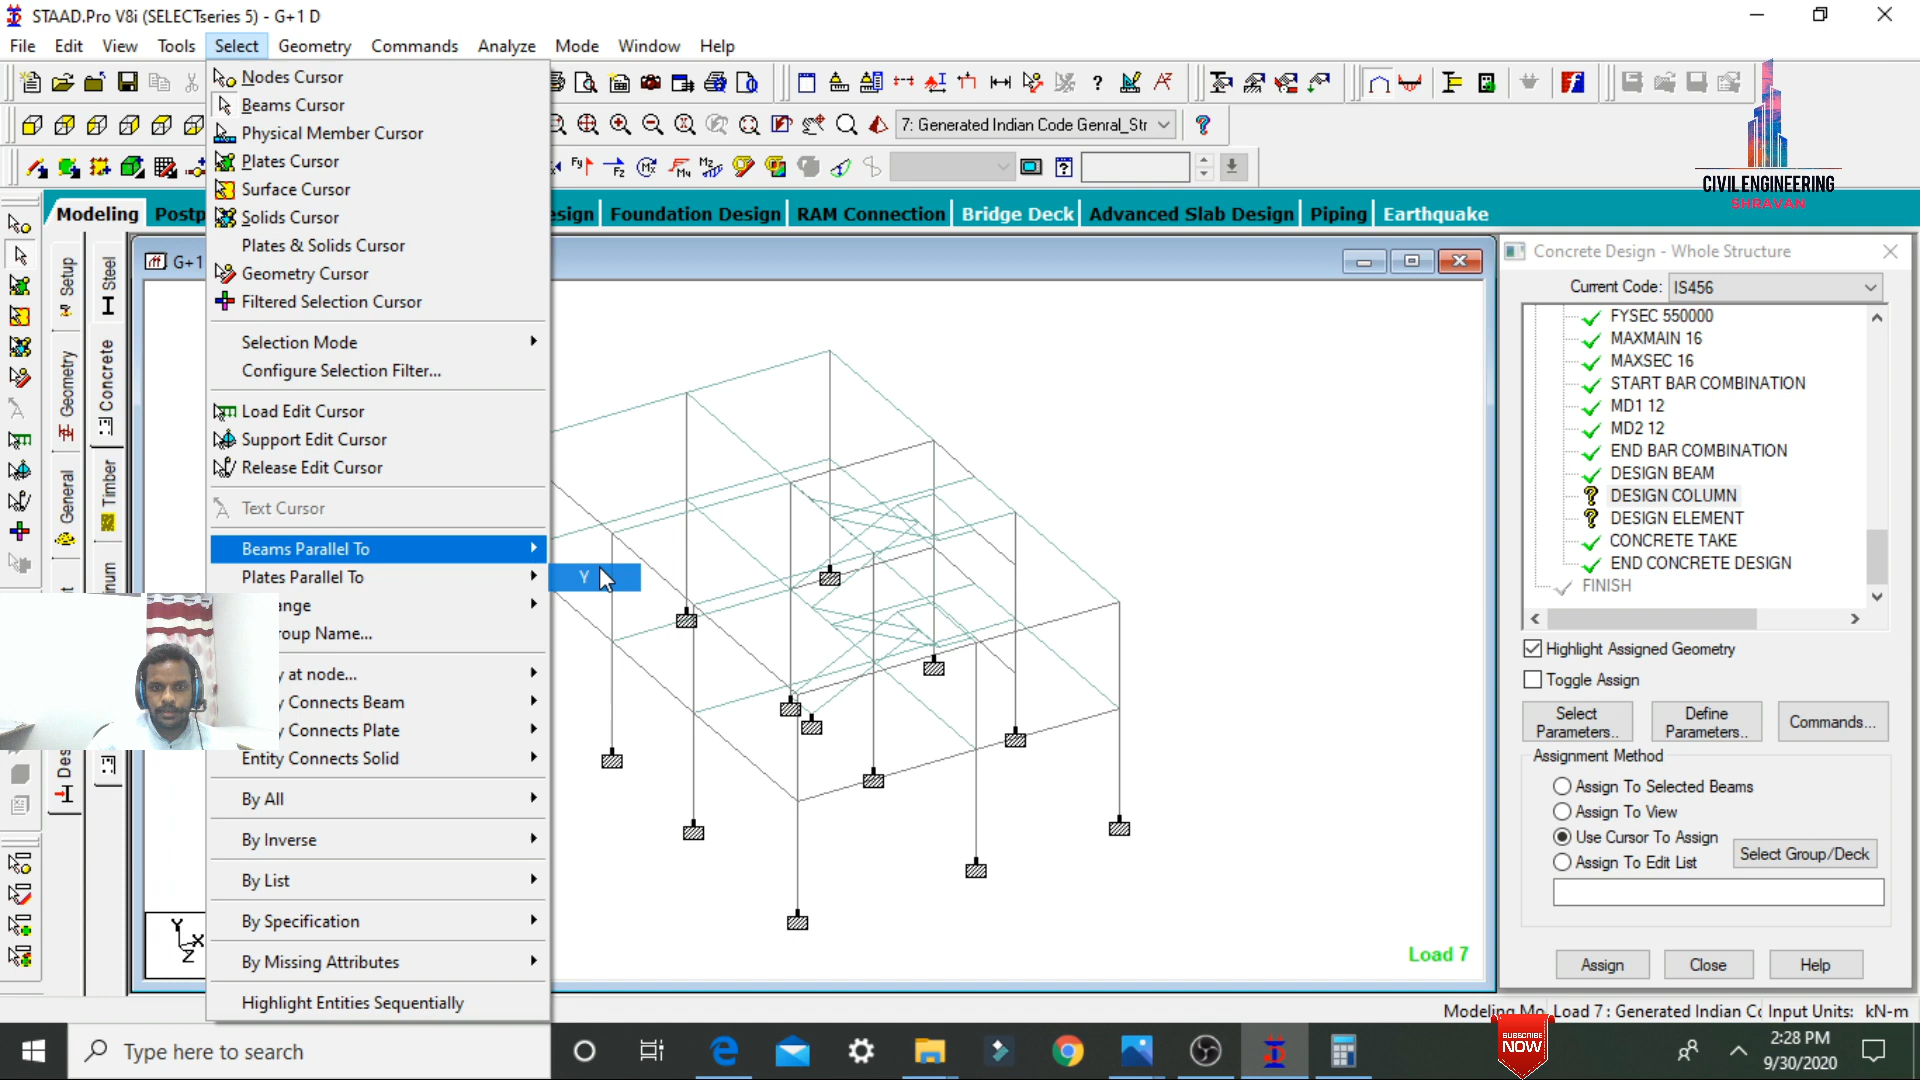 STAAD.Pro V8i (SELECTseries 5) - G+1 D
File Edit View Tools Select Geometry Commands Analyze Mode Window Help
7: Generated Indian Code Genral_Str
Modeling
RAM Connection
Foundation Design
Bridge Deck
Advanced Slab Design
Piping
Earthquake
CIVIL ENGINEERING
SHRAVAN
Nodes Cursor
Beams Cursor
Physical Member Cursor
Plates Cursor
Surface Cursor
Solids Cursor
Plates & Solids Cursor
Geometry Cursor
Filtered Selection Cursor
Selection Mode
Configure Selection Filter...
Load Edit Cursor
Support Edit Cursor
Release Edit Cursor
Text Cursor
Beams Parallel To
Y
Plates Parallel To
By All
By Inverse
By List
By Specification
By Missing Attributes
Highlight Entities Sequentially
at node...
Connects Beam
Connects Plate
Entity Connects Solid
Setup
Geometry
General
Steel
Concrete
Timber
G+1
Y
X
Z
Load 7
Concrete Design - Whole Structure
Current Code: IS456
FYSEC 550000
MAXMAIN 16
MAXSEC 16
START BAR COMBINATION
MD1 12
MD2 12
END BAR COMBINATION
DESIGN BEAM
DESIGN COLUMN
DESIGN ELEMENT
CONCRETE TAKE
END CONCRETE DESIGN
FINISH
Highlight Assigned Geometry
Toggle Assign
Select Parameters..
Define Parameters..
Commands...
Assignment Method
Assign To Selected Beams
Assign To View
Use Cursor To Assign
Assign To Edit List
Select Group/Deck
Assign
Close
Help
Load 7 : Generated Indian Co
Input Units: kN-m
Type here to search
SUBSCRIBE
NOW
2:28 PM
9/30/2020